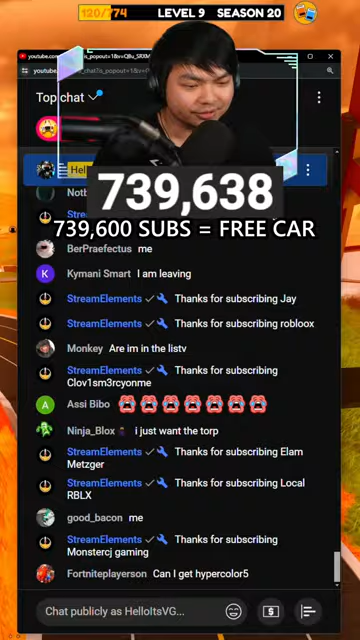 120/774
LEVEL 9 SEASON 20
Top chat
739,638
739,600 SUBS = FREE CAR
BerPraefectus me
Kymani Smart I am leaving
StreamElements Thanks for subscribing Jay
StreamElements Thanks for subscribing robloox
Monkey Are im in the listv
StreamElements Thanks for subscribing
Clov1sm3rcyonme
A Assi Bibo
Ninja_Blox i just want the torp
StreamElements Thanks for subscribing Elam
Metzger
StreamElements Thanks for subscribing Local
RBLX
good_bacon me
StreamElements Thanks for subscribing
Monstercj gaming
Fortniteplayerson Can I get hypercolor5
Chat publicly as HelloItsVG...